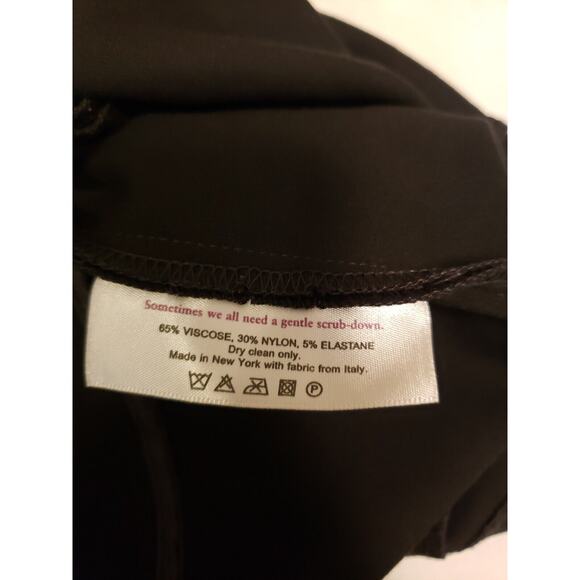 Sometimes we all need a gentle scrub-down.
65% VISCOSE, 30% NYLON, 5% ELASTANE
Dry clean only.
Made in New York with fabric from Italy.
P